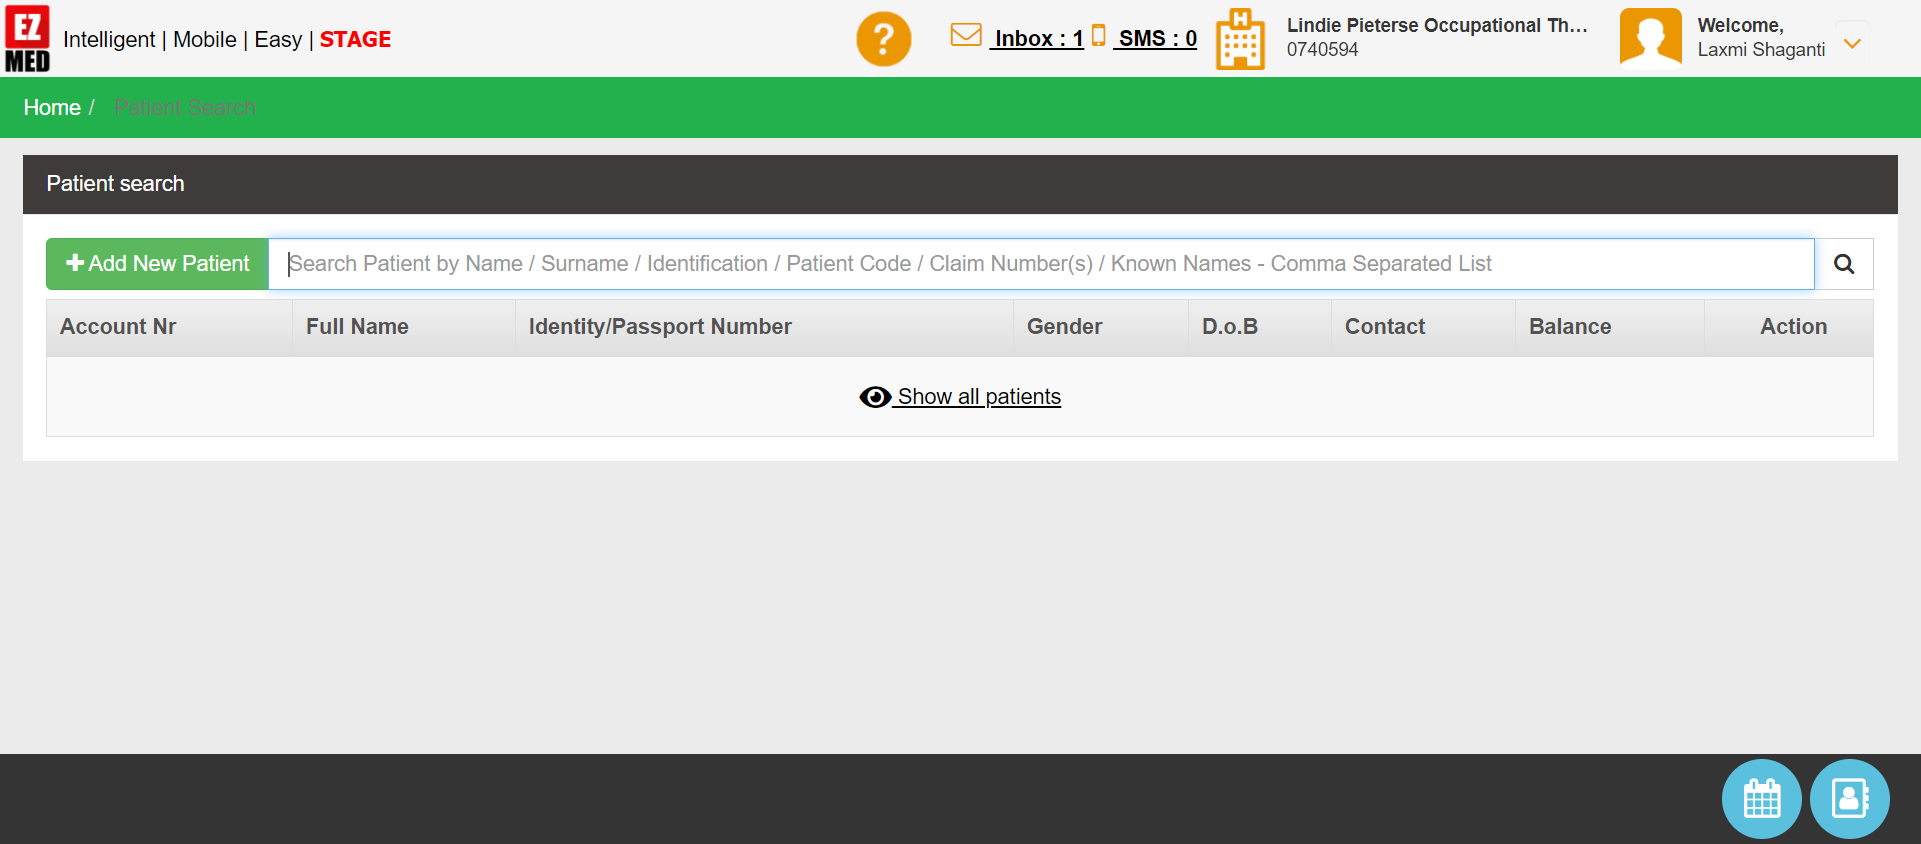 EZ
MED
Intelligent | Mobile | Easy | STAGE
?
Inbox : 1
SMS : 0
H
Lindie Pieterse Occupational Th...
0740594
Welcome,
Laxmi Shaganti
Home / Patient Search
Patient search
Add New Patient
Search Patient by Name / Surname / Identification / Patient Code / Claim Number(s) / Known Names - Comma Separated List
Account Nr Full Name Identity/Passport Number Gender D.o.B Contact Balance Action
Show all patients